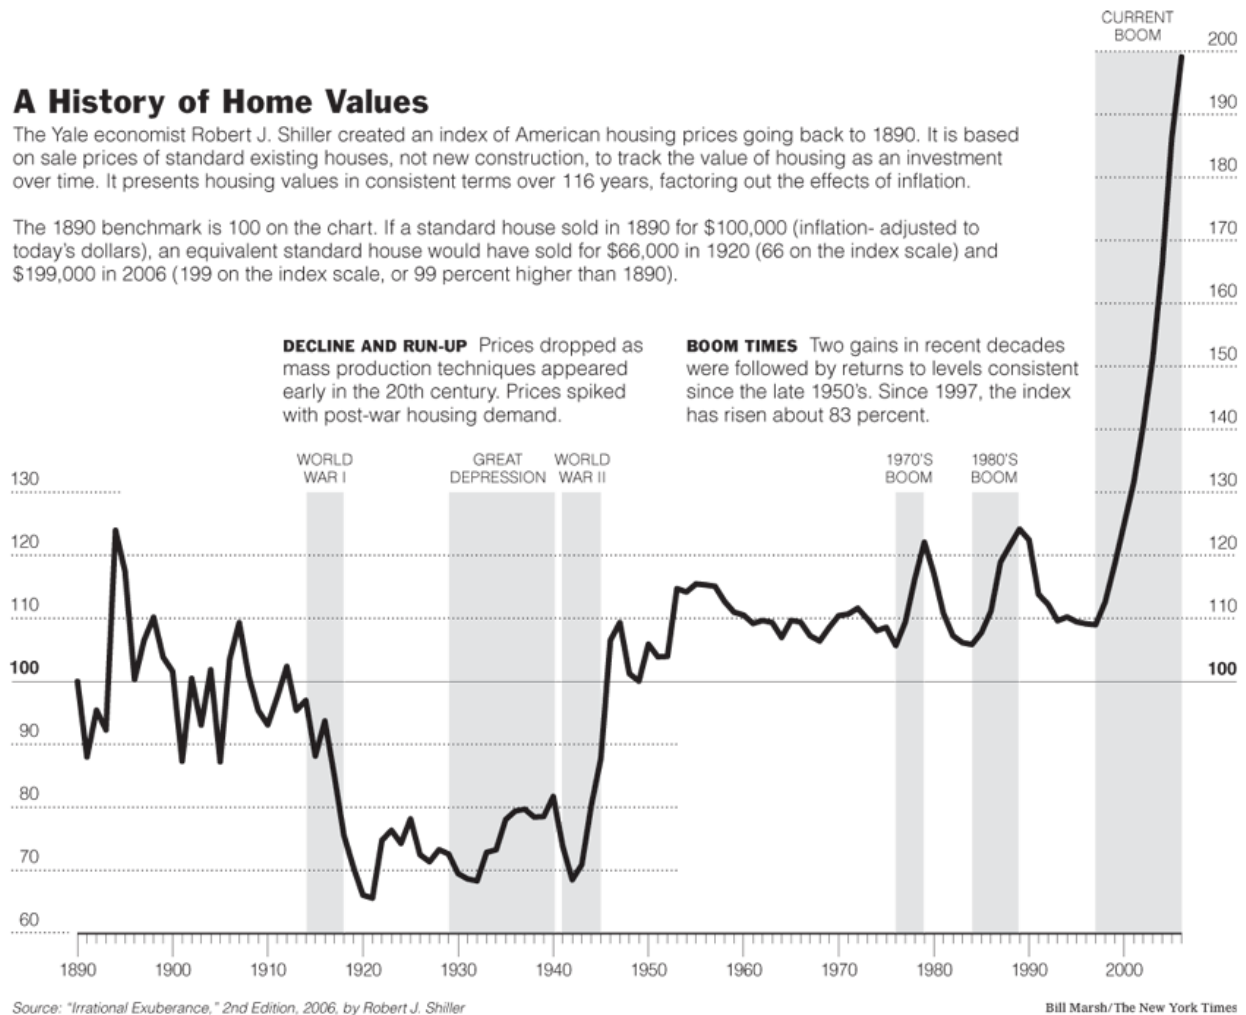 CURRENT
BOOM
200
A History of Home Values
190
The Yale economist Robert J. Shiller created an index of American housing prices going back to 1890. It is based
on sale prices of standard existing houses, not new construction, to track the value of housing as an investment
over time. It presents housing values in consistent terms over 116 years, factoring out the effects of inflation.
180
The 1890 benchmark is 100 on the chart. If a standard house sold in 1890 for $100,000 (inflation- adjusted to
today's dollars), an equivalent standard house would have sold for $66,000 in 1920 (66 on the index scale) and
$199,000 in 2006 (199 on the index scale, or 99 percent higher than 1890).
170
160
DECLINE AND RUN-UP Prices dropped as
mass production techniques appeared
early in the 20th century. Prices spiked
with post-war housing demand.
BOOM TIMES Two gains in recent decades
were followed by returns to levels consistent
since the late 1950's. Since 1997, the index
has risen about 83 percent.
150
140
WORLD
WAR I
GREAT
DEPRESSION
WORLD
WAR II
1970'S
BOOM
1980'S
BOOM
130
130
120
120
110
110
100
100
90
80
70
60
1890
1900
1910
1920
1930
1940
1950
1960
1970
1980
1990
2000
Source: "Irrational Exuberance," 2nd Edition, 2006, by Robert J. Shiller
Bill Marsh/The New York Times